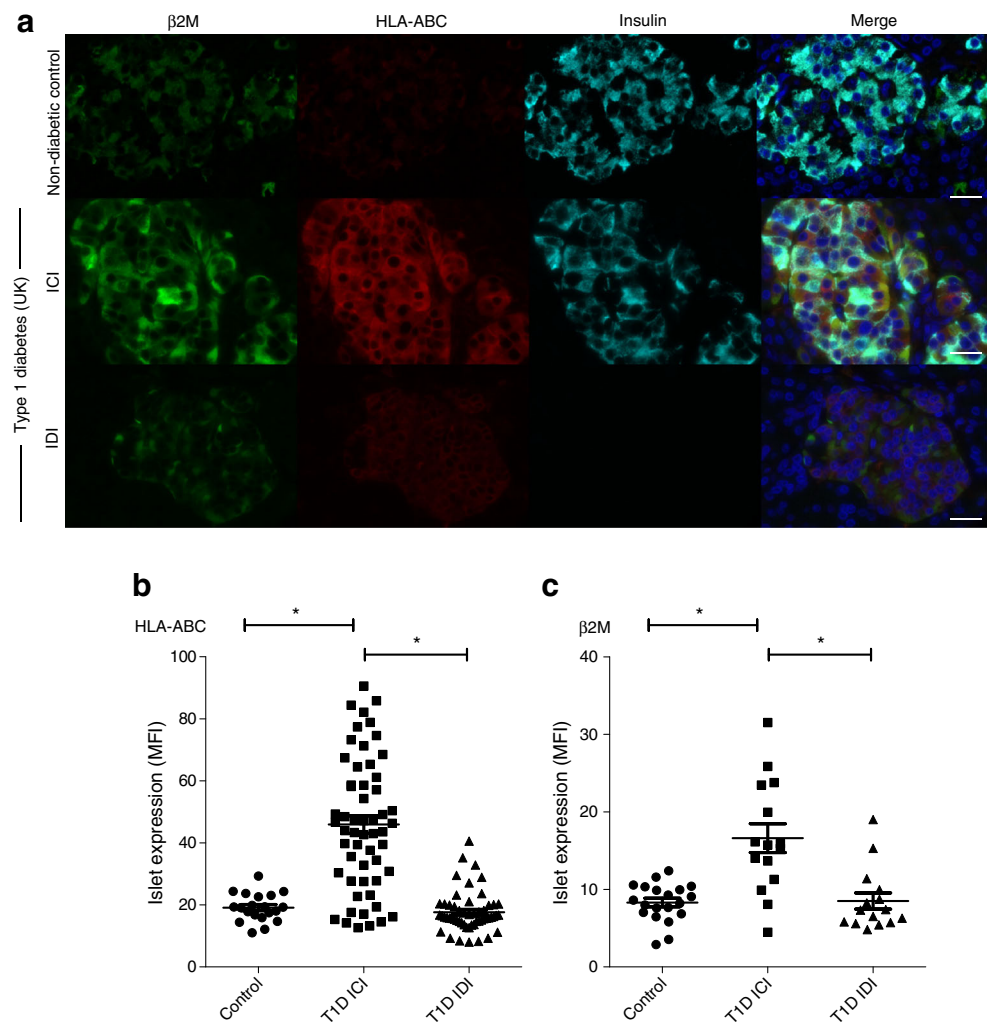 a
β2M HLA-ABC Insulin Merge
Non-diabetic control
Type 1 diabetes (UK)
ICI
IDI
b
HLA-ABC
*
*
Islet expression (MFI)
100
80
60
40
20
0
Control T1D ICI T1D IDI
c
β2M
*
*
Islet expression (MFI)
40
30
20
10
0
Control T1D ICI T1D IDI